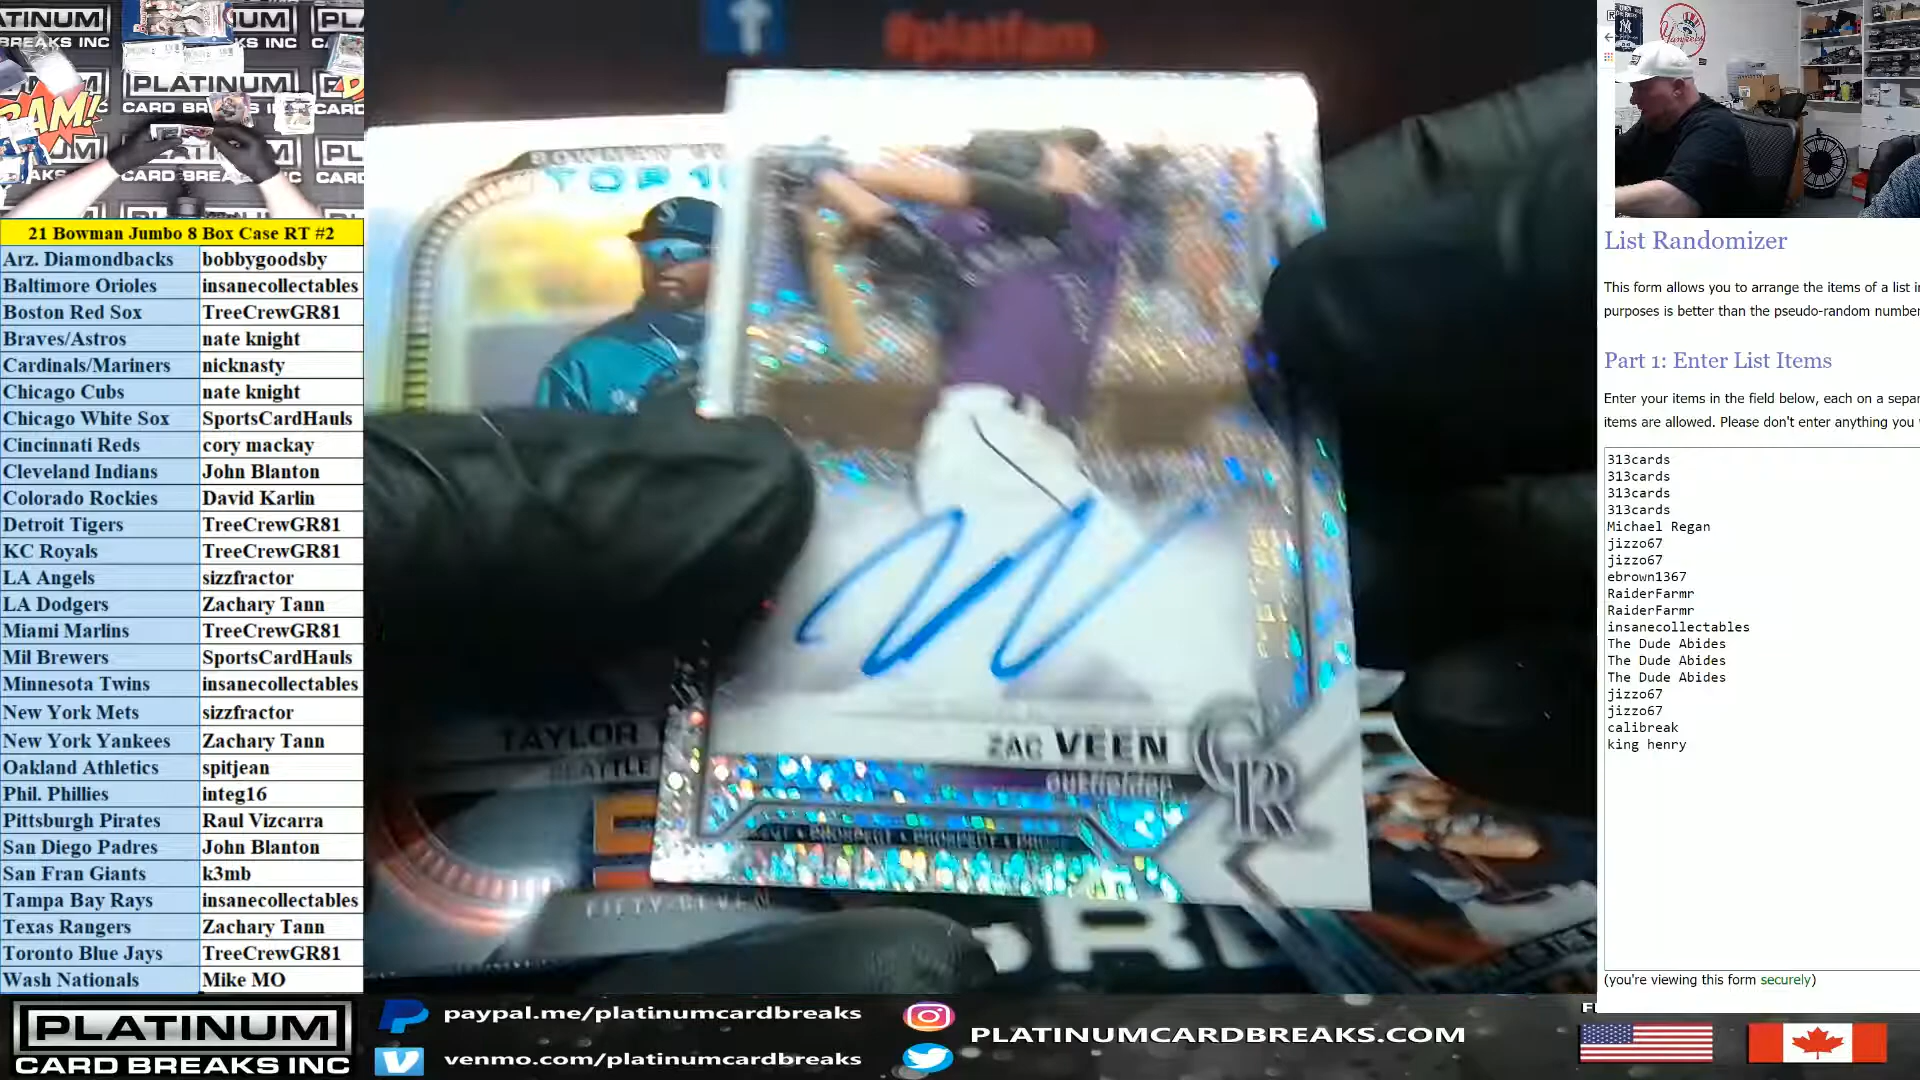 PLATINUM
CARD BREAKS INC
BAM!
21 Bowman Jumbo 8 Box Case RT #2
Arz. Diamondbacks bobbygoodsby
Baltimore Orioles insanecollectables
Boston Red Sox TreeCrewGR81
Braves/Astros nate knight
Cardinals/Mariners nicknasty
Chicago Cubs nate knight
Chicago White Sox SportsCardHauls
Cincinnati Reds cory mackay
Cleveland Indians John Blanton
Colorado Rockies David Karlin
Detroit Tigers TreeCrewGR81
KC Royals TreeCrewGR81
LA Angels sizzfractor
LA Dodgers Zachary Tann
Miami Marlins TreeCrewGR81
Mil Brewers SportsCardHauls
Minnesota Twins insanecollectables
New York Mets sizzfractor
New York Yankees Zachary Tann
Oakland Athletics spitjean
Phil. Phillies integ16
Pittsburgh Pirates Raul Vizcarra
San Diego Padres John Blanton
San Fran Giants k3mb
Tampa Bay Rays insanecollectables
Texas Rangers Zachary Tann
Toronto Blue Jays TreeCrewGR81
Wash Nationals Mike MO
#platfam
BOWMAN
TOP 1
TAYLOR
SEATTLE
FIFTY-SEVEN
ZAC VEEN
OUTFIELDER
CR
Yankees
List Randomizer
This form allows you to arrange the items of a list i
purposes is better than the pseudo-random number
Part 1: Enter List Items
Enter your items in the field below, each on a sepa
items are allowed. Please don't enter anything you
313cards
313cards
313cards
313cards
Michael Regan
jizzo67
jizzo67
ebrown1367
RaiderFarmr
RaiderFarmr
insanecollectables
The Dude Abides
The Dude Abides
The Dude Abides
jizzo67
jizzo67
calibreak
king henry
(you're viewing this form securely)
PLATINUM
CARD BREAKS INC
paypal.me/platinumcardbreaks
venmo.com/platinumcardbreaks
PLATINUMCARDBREAKS.COM